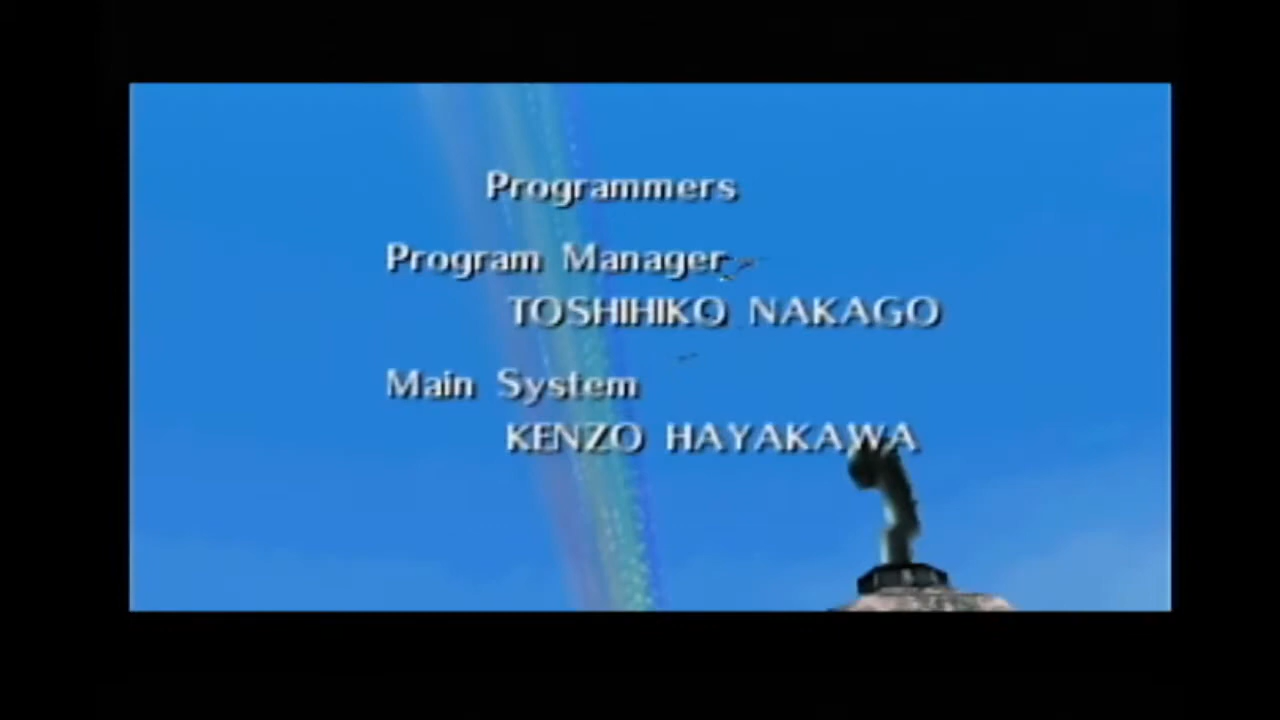 Programmers
Program Manager
TOSHIHIKO NAKAGO
Main System
KENZO HAYAKAWA